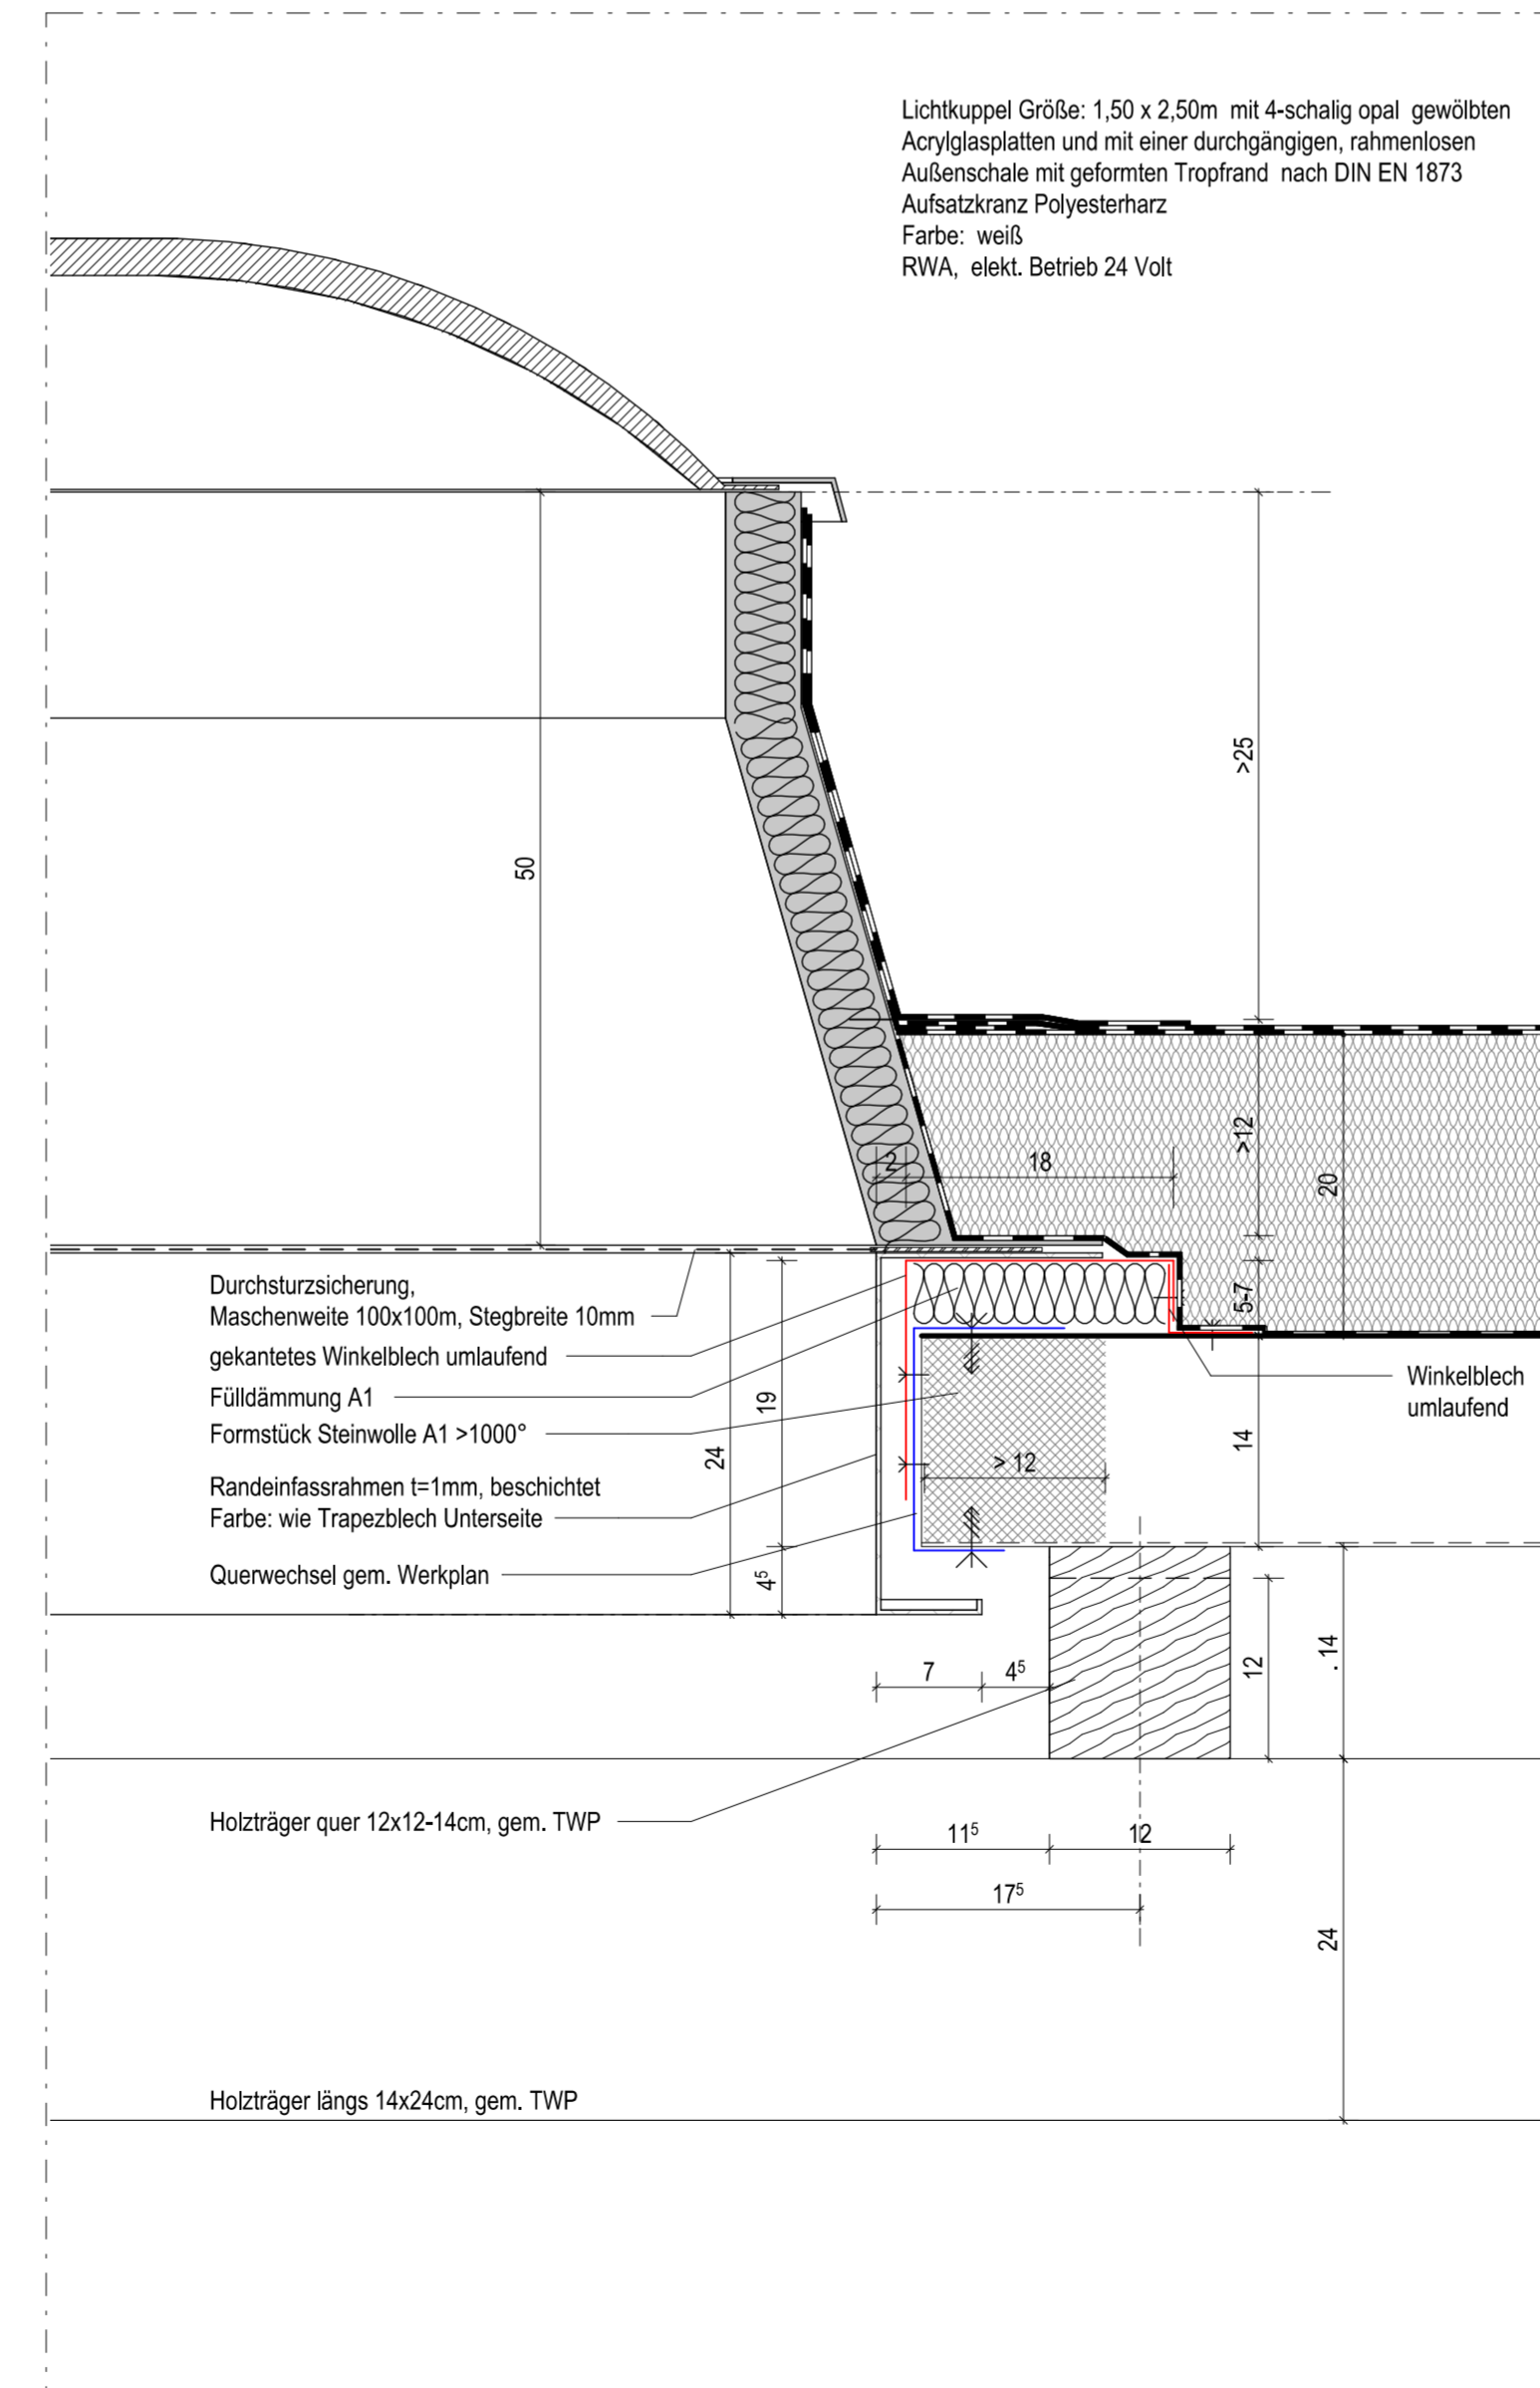 Lichtkuppel Größe: 1,50 x 2,50m mit 4-schalig opal gewölbten
Acrylglasplatten und mit einer durchgängigen, rahmenlosen
Außenschale mit geformten Tropfrand nach DIN EN 1873
Aufsatzkranz Polyesterharz
Farbe: weiß
RWA, elekt. Betrieb 24 Volt
>25
50
>12
2
18
20
Durchsturzsicherung,
Maschenweite 100x100m, Stegbreite 10mm
gekantetes Winkelblech umlaufend
Fülldämmung A1
Formstück Steinwolle A1 >1000°
Randeinfassrahmen t=1mm, beschichtet
Farbe: wie Trapezblech Unterseite
Querwechsel gem. Werkplan
5-7
Winkelblech
umlaufend
19
24
14
> 12
4⁵
7
4⁵
12
. 14
Holzträger quer 12x12-14cm, gem. TWP
11⁵
12
17⁵
24
Holzträger längs 14x24cm, gem. TWP